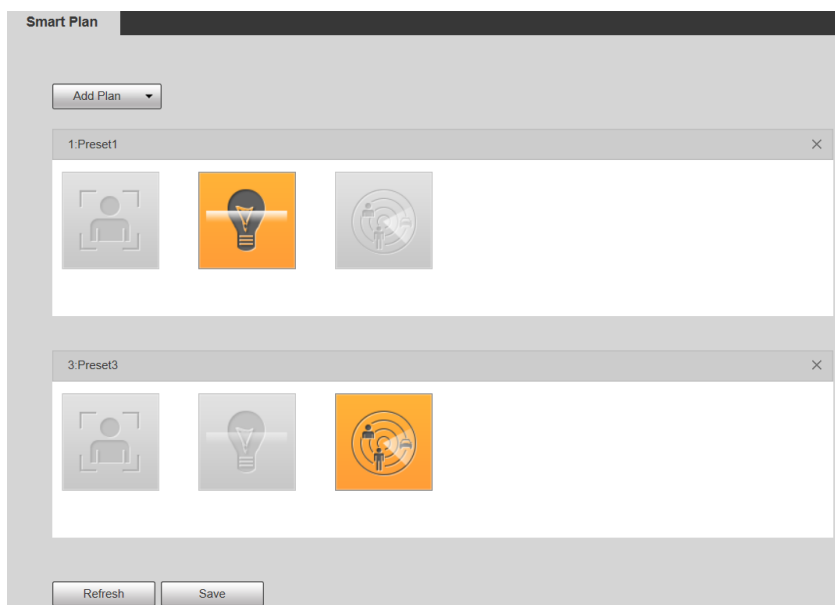 Smart Plan
Add Plan
1:Preset1
3:Preset3
Refresh
Save